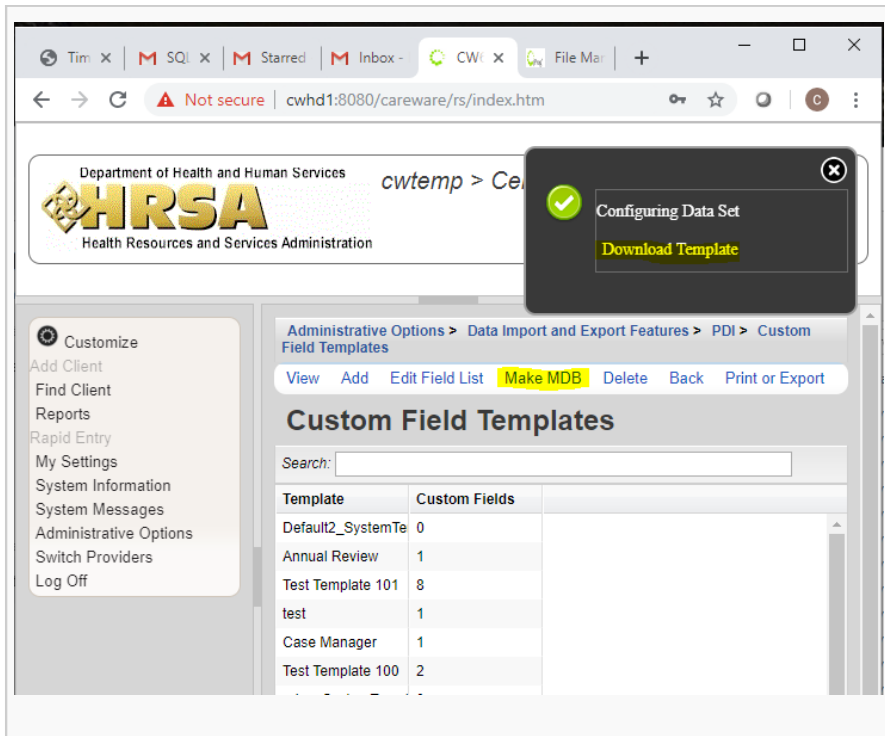 Tim
SQL
Starred
Inbox -
File Mar
Not secure
cwhd1:8080/careware/rs/index.htm
C
Department of Health and Human Services
HRSA
Health Resources and Services Administration
cwtemp > Ce
Configuring Data Set
Download Template
Customize
Add Client
Find Client
Reports
Rapid Entry
My Settings
System Information
System Messages
Administrative Options
Switch Providers
Log Off
Administrative Options > Data Import and Export Features > PDI > Custom
Field Templates
View Add Edit Field List Make MDB Delete Back Print or Export
Custom Field Templates
Search:
Template Custom Fields
Default2_SystemTe 0
Annual Review 1
Test Template 101 8
test 1
Case Manager 1
Test Template 100 2